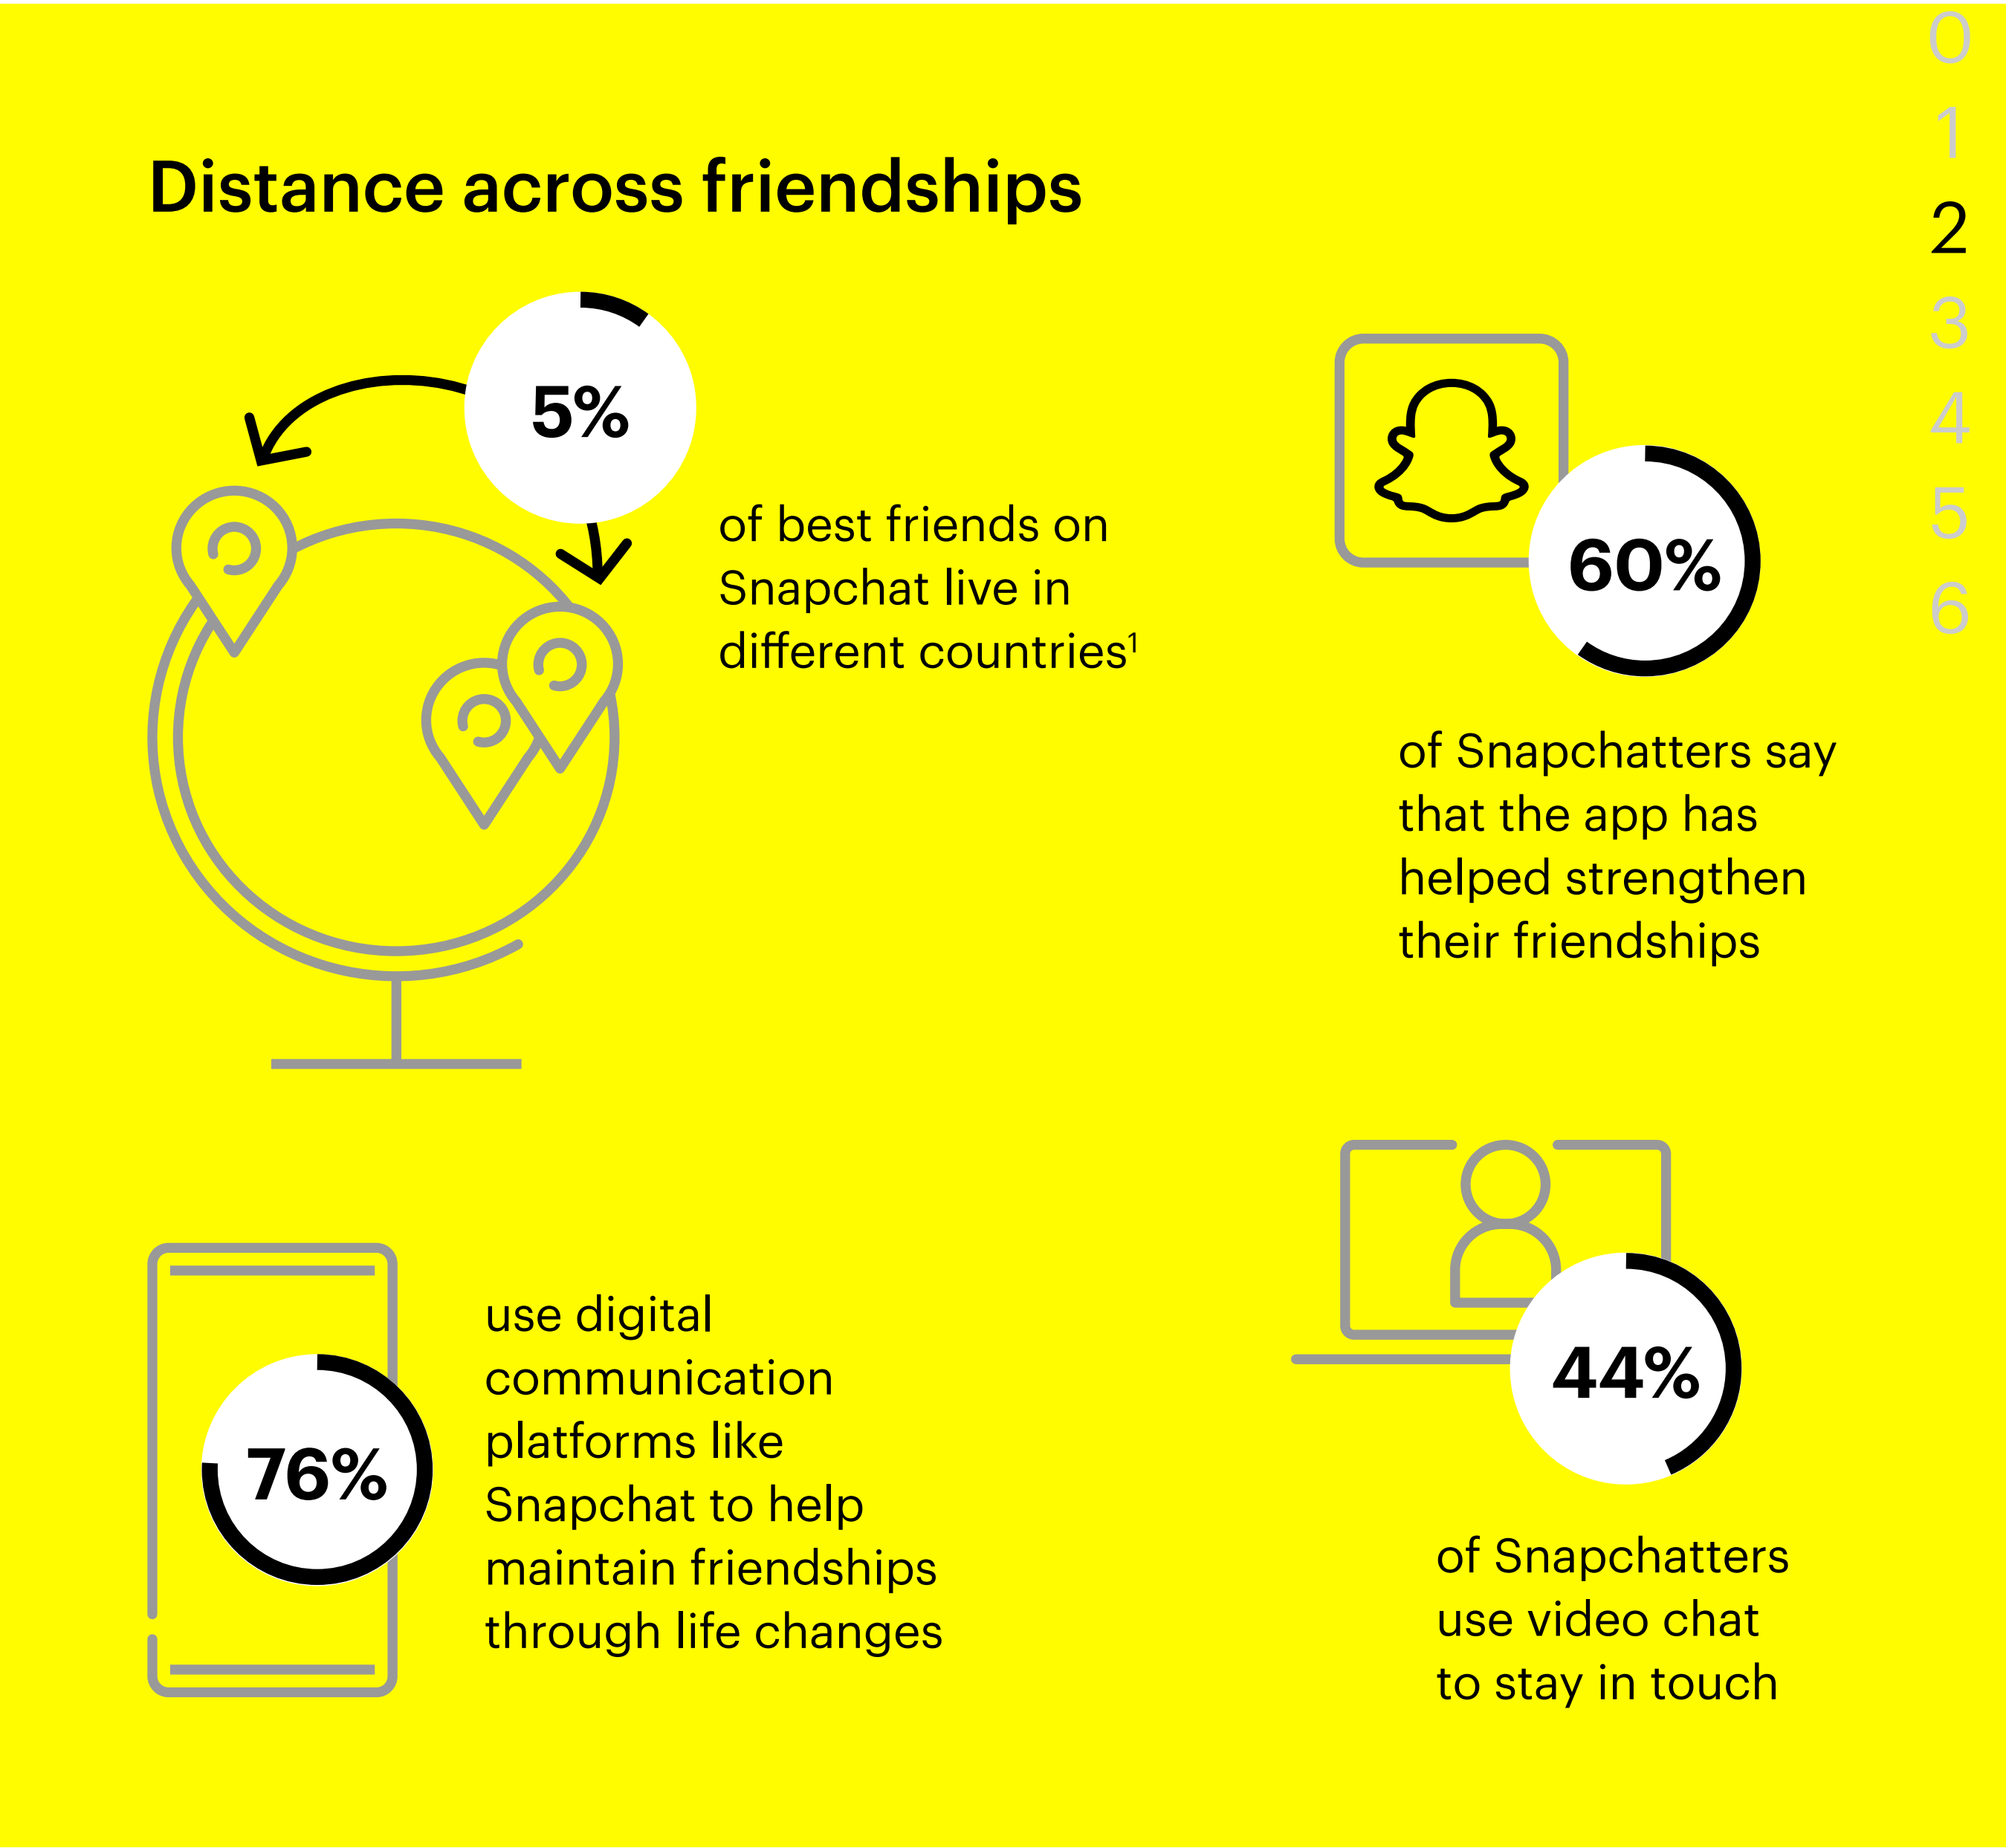 0
1
2
3
4
5
6
Distance across friendships
5%
of best friends on
Snapchat live in
different countries¹
60%
of Snapchatters say
that the app has
helped strengthen
their friendships
76%
use digital
communication
platforms like
Snapchat to help
maintain friendships
through life changes
44%
of Snapchatters
use video chat
to stay in touch